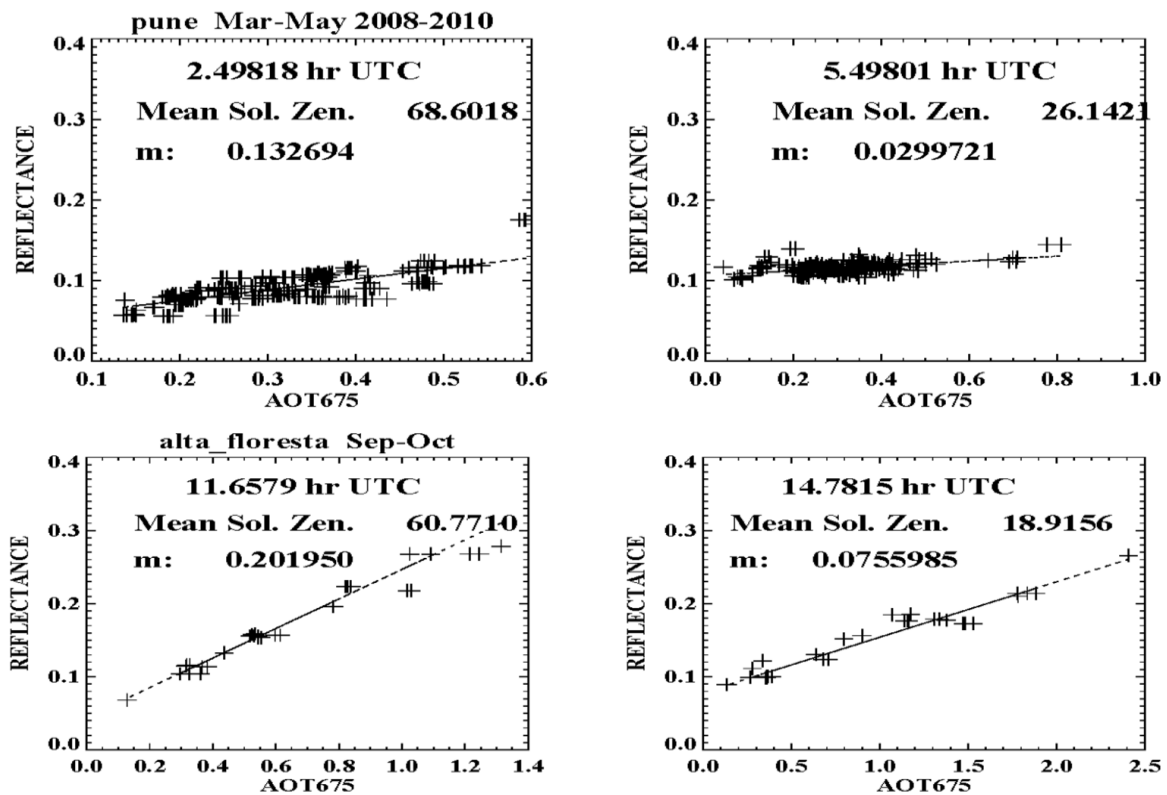 pune Mar-May 2008-2010
0.4
0.3
0.2
0.1
0.0
REFLECTANCE
2.49818 hr UTC
Mean Sol. Zen. 68.6018
m: 0.132694
0.1 0.2 0.3 0.4 0.5 0.6
AOT675
0.4
0.3
0.2
0.1
0.0
REFLECTANCE
5.49801 hr UTC
Mean Sol. Zen. 26.1421
m: 0.0299721
0.0 0.2 0.4 0.6 0.8 1.0
AOT675
alta_floresta Sep-Oct
0.4
0.3
0.2
0.1
0.0
REFLECTANCE
11.6579 hr UTC
Mean Sol. Zen. 60.7710
m: 0.201950
0.0 0.2 0.4 0.6 0.8 1.0 1.2 1.4
AOT675
0.4
0.3
0.2
0.1
0.0
REFLECTANCE
14.7815 hr UTC
Mean Sol. Zen. 18.9156
m: 0.0755985
0.0 0.5 1.0 1.5 2.0 2.5
AOT675